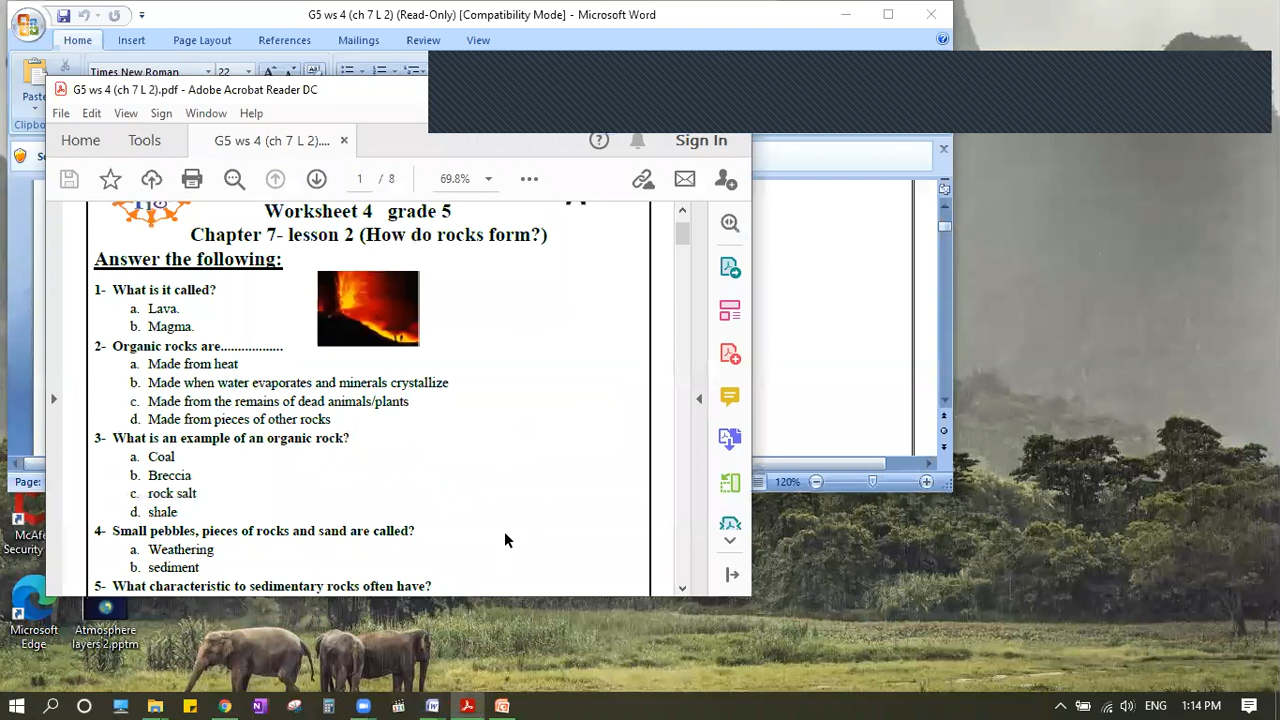 G5 ws 4 (ch 7 L 2) (Read-Only) [Compatibility Mode] - Microsoft Word
Home Insert Page Layout References Mailings Review View
Times New Roman 22
Paste
Clipbo
G5 ws 4 (ch 7 L 2).pdf - Adobe Acrobat Reader DC
File Edit View Sign Window Help
Home Tools G5 ws 4 (ch 7 L 2).... Sign In
1 / 8 69.8%
Worksheet 4 grade 5
Chapter 7- lesson 2 (How do rocks form?)
Answer the following:
1- What is it called?
a. Lava.
b. Magma.
2- Organic rocks are..................
a. Made from heat
b. Made when water evaporates and minerals crystallize
c. Made from the remains of dead animals/plants
d. Made from pieces of other rocks
3- What is an example of an organic rock?
a. Coal
b. Breccia
c. rock salt
d. shale
4- Small pebbles, pieces of rocks and sand are called?
a. Weathering
b. sediment
5- What characteristic to sedimentary rocks often have?
Page: 120%
McAfe
Security
Microsoft
Edge
Atmosphere
layers 2.pptm
ENG 1:14 PM